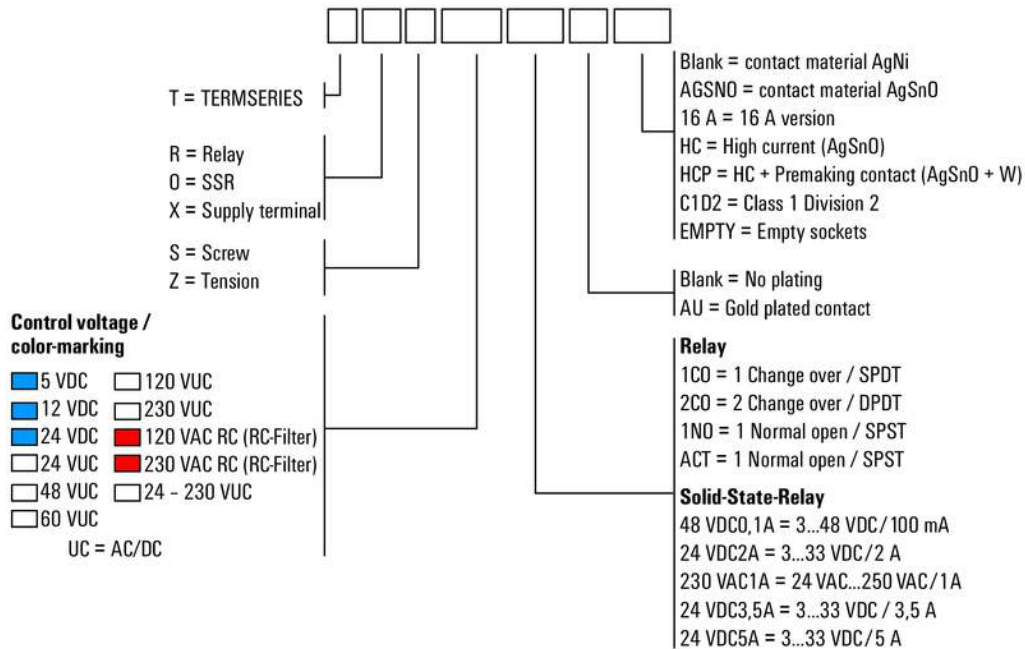 T = TERMSERIES
R = Relay
O = SSR
X = Supply terminal
S = Screw
Z = Tension
Control voltage /
color-marking
5 VDC
12 VDC
24 VDC
24 VUC
48 VUC
60 VUC
120 VUC
230 VUC
120 VAC RC (RC-Filter)
230 VAC RC (RC-Filter)
24 – 230 VUC
UC = AC/DC
Blank = contact material AgNi
AGSNO = contact material AgSnO
16 A = 16 A version
HC = High current (AgSnO)
HCP = HC + Premaking contact (AgSnO + W)
C1D2 = Class 1 Division 2
EMPTY = Empty sockets
Blank = No plating
AU = Gold plated contact
Relay
1CO = 1 Change over / SPDT
2CO = 2 Change over / DPDT
1NO = 1 Normal open / SPST
ACT = 1 Normal open / SPST
Solid-State-Relay
48 VDC0,1A = 3...48 VDC/100 mA
24 VDC2A = 3...33 VDC/2 A
230 VAC1A = 24 VAC...250 VAC/1A
24 VDC3,5A = 3...33 VDC / 3,5 A
24 VDC5A = 3...33 VDC/5 A